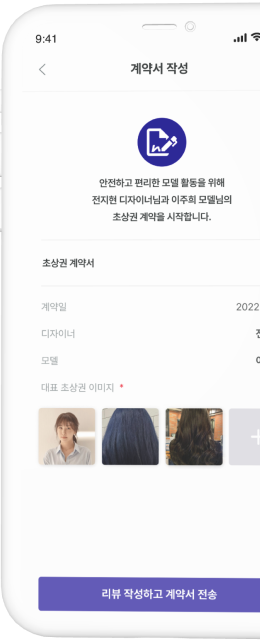 9:41
계약서 작성
안전하고 편리한 모델 활동을 위해
전지현 디자이너님과 이주희 모델님의
초상권 계약을 시작합니다.
초상권 계약서
계약일 2022
디자이너
모델
대표 초상권 이미지 *
리뷰 작성하고 계약서 전송